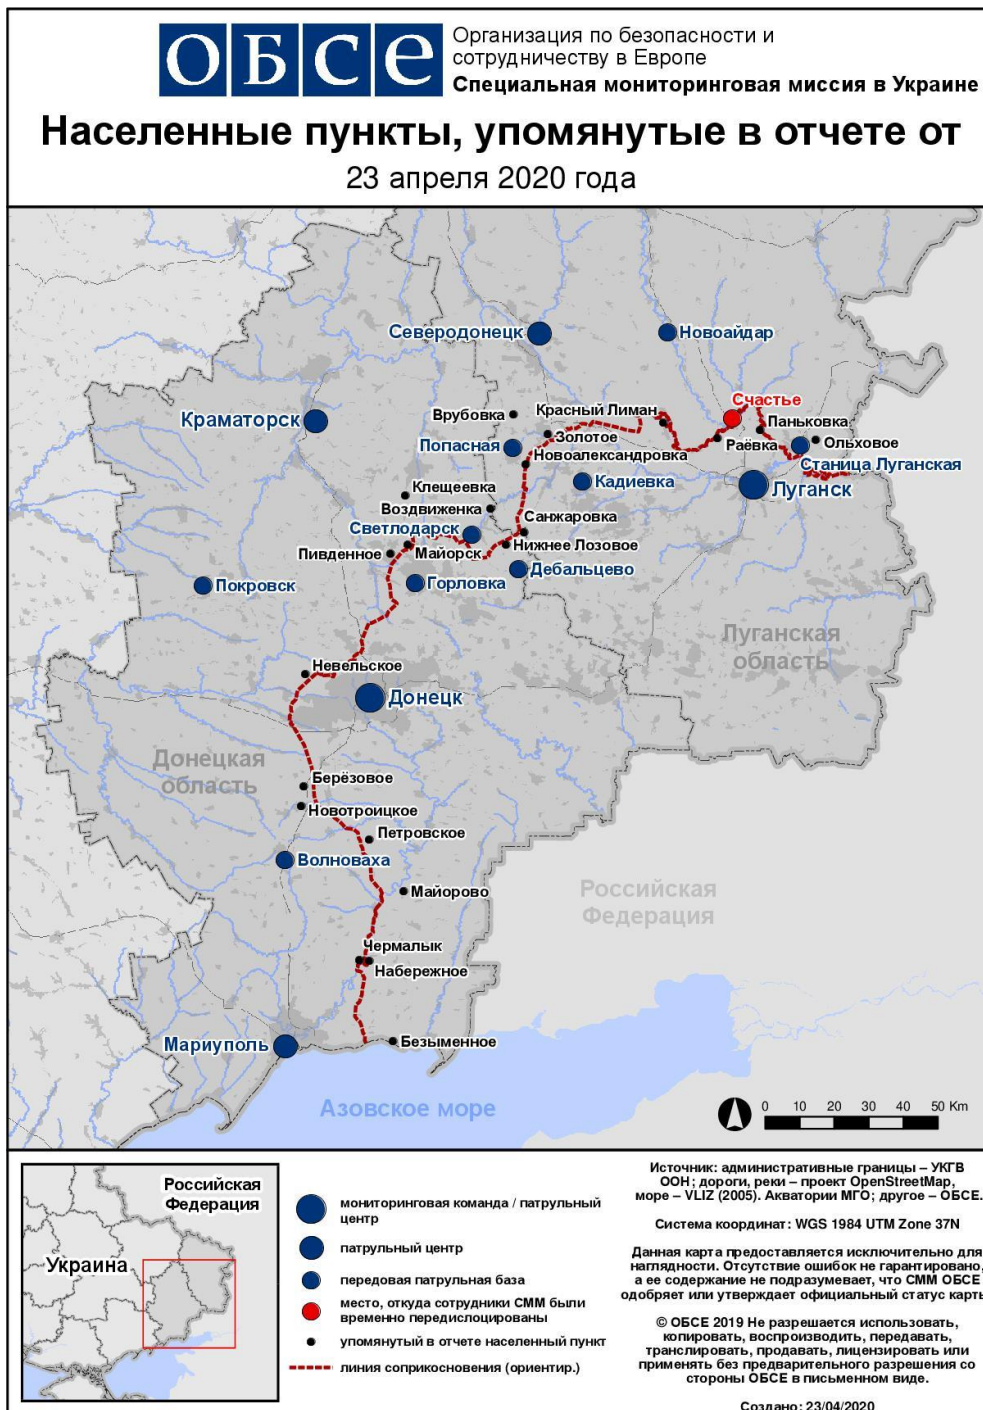 ОБСЕ
Организация по безопасности и
сотрудничеству в Европе
Специальная мониторинговая миссия в Украине
Населенные пункты, упомянутые в отчете от
23 апреля 2020 года
Северодонецк
Новоайдар
Счастье
Краматорск
Врубовка
Красный Лиман
Паньковка
Попасная
Золотое
Раёвка
Ольховое
Новоалександровка
Станица Луганская
Клещеевка
Кадиевка
Луганск
Воздвиженка
Светлодарск
Санжаровка
Пивденное
Майорск
Нижнее Лозовое
Покровск
Горловка
Дебальцево
Луганская
область
Невельское
Донецк
Донецкая
область
Берёзовое
Новотроицкое
Петровское
Волноваха
Майорово
Российская
Федерация
Чермалык
Набережное
Мариуполь
Безыменное
Азовское море
0 10 20 30 40 50 Km
Российская
Федерация
Украина
мониторинговая команда / патрульный
центр
патрульный центр
передовая патрульная база
место, откуда сотрудники СММ были
временно передислоцированы
упомянутый в отчете населенный пункт
линия соприкосновения (ориентир.)
Источник: административные границы – УКГВ
ООН; дороги, реки – проект OpenStreetMap,
море – VLIZ (2005). Акватории МГО; другое – ОБСЕ.
Система координат: WGS 1984 UTM Zone 37N
Данная карта предоставляется исключительно для
наглядности. Отсутствие ошибок не гарантировано,
а ее содержание не подразумевает, что СММ ОБСЕ
одобряет или утверждает официальный статус карты.
© ОБСЕ 2019 Не разрешается использовать,
копировать, воспроизводить, передавать,
транслировать, продавать, лицензировать или
применять без предварительного разрешения со
стороны ОБСЕ в письменном виде.
Создано: 23/04/2020